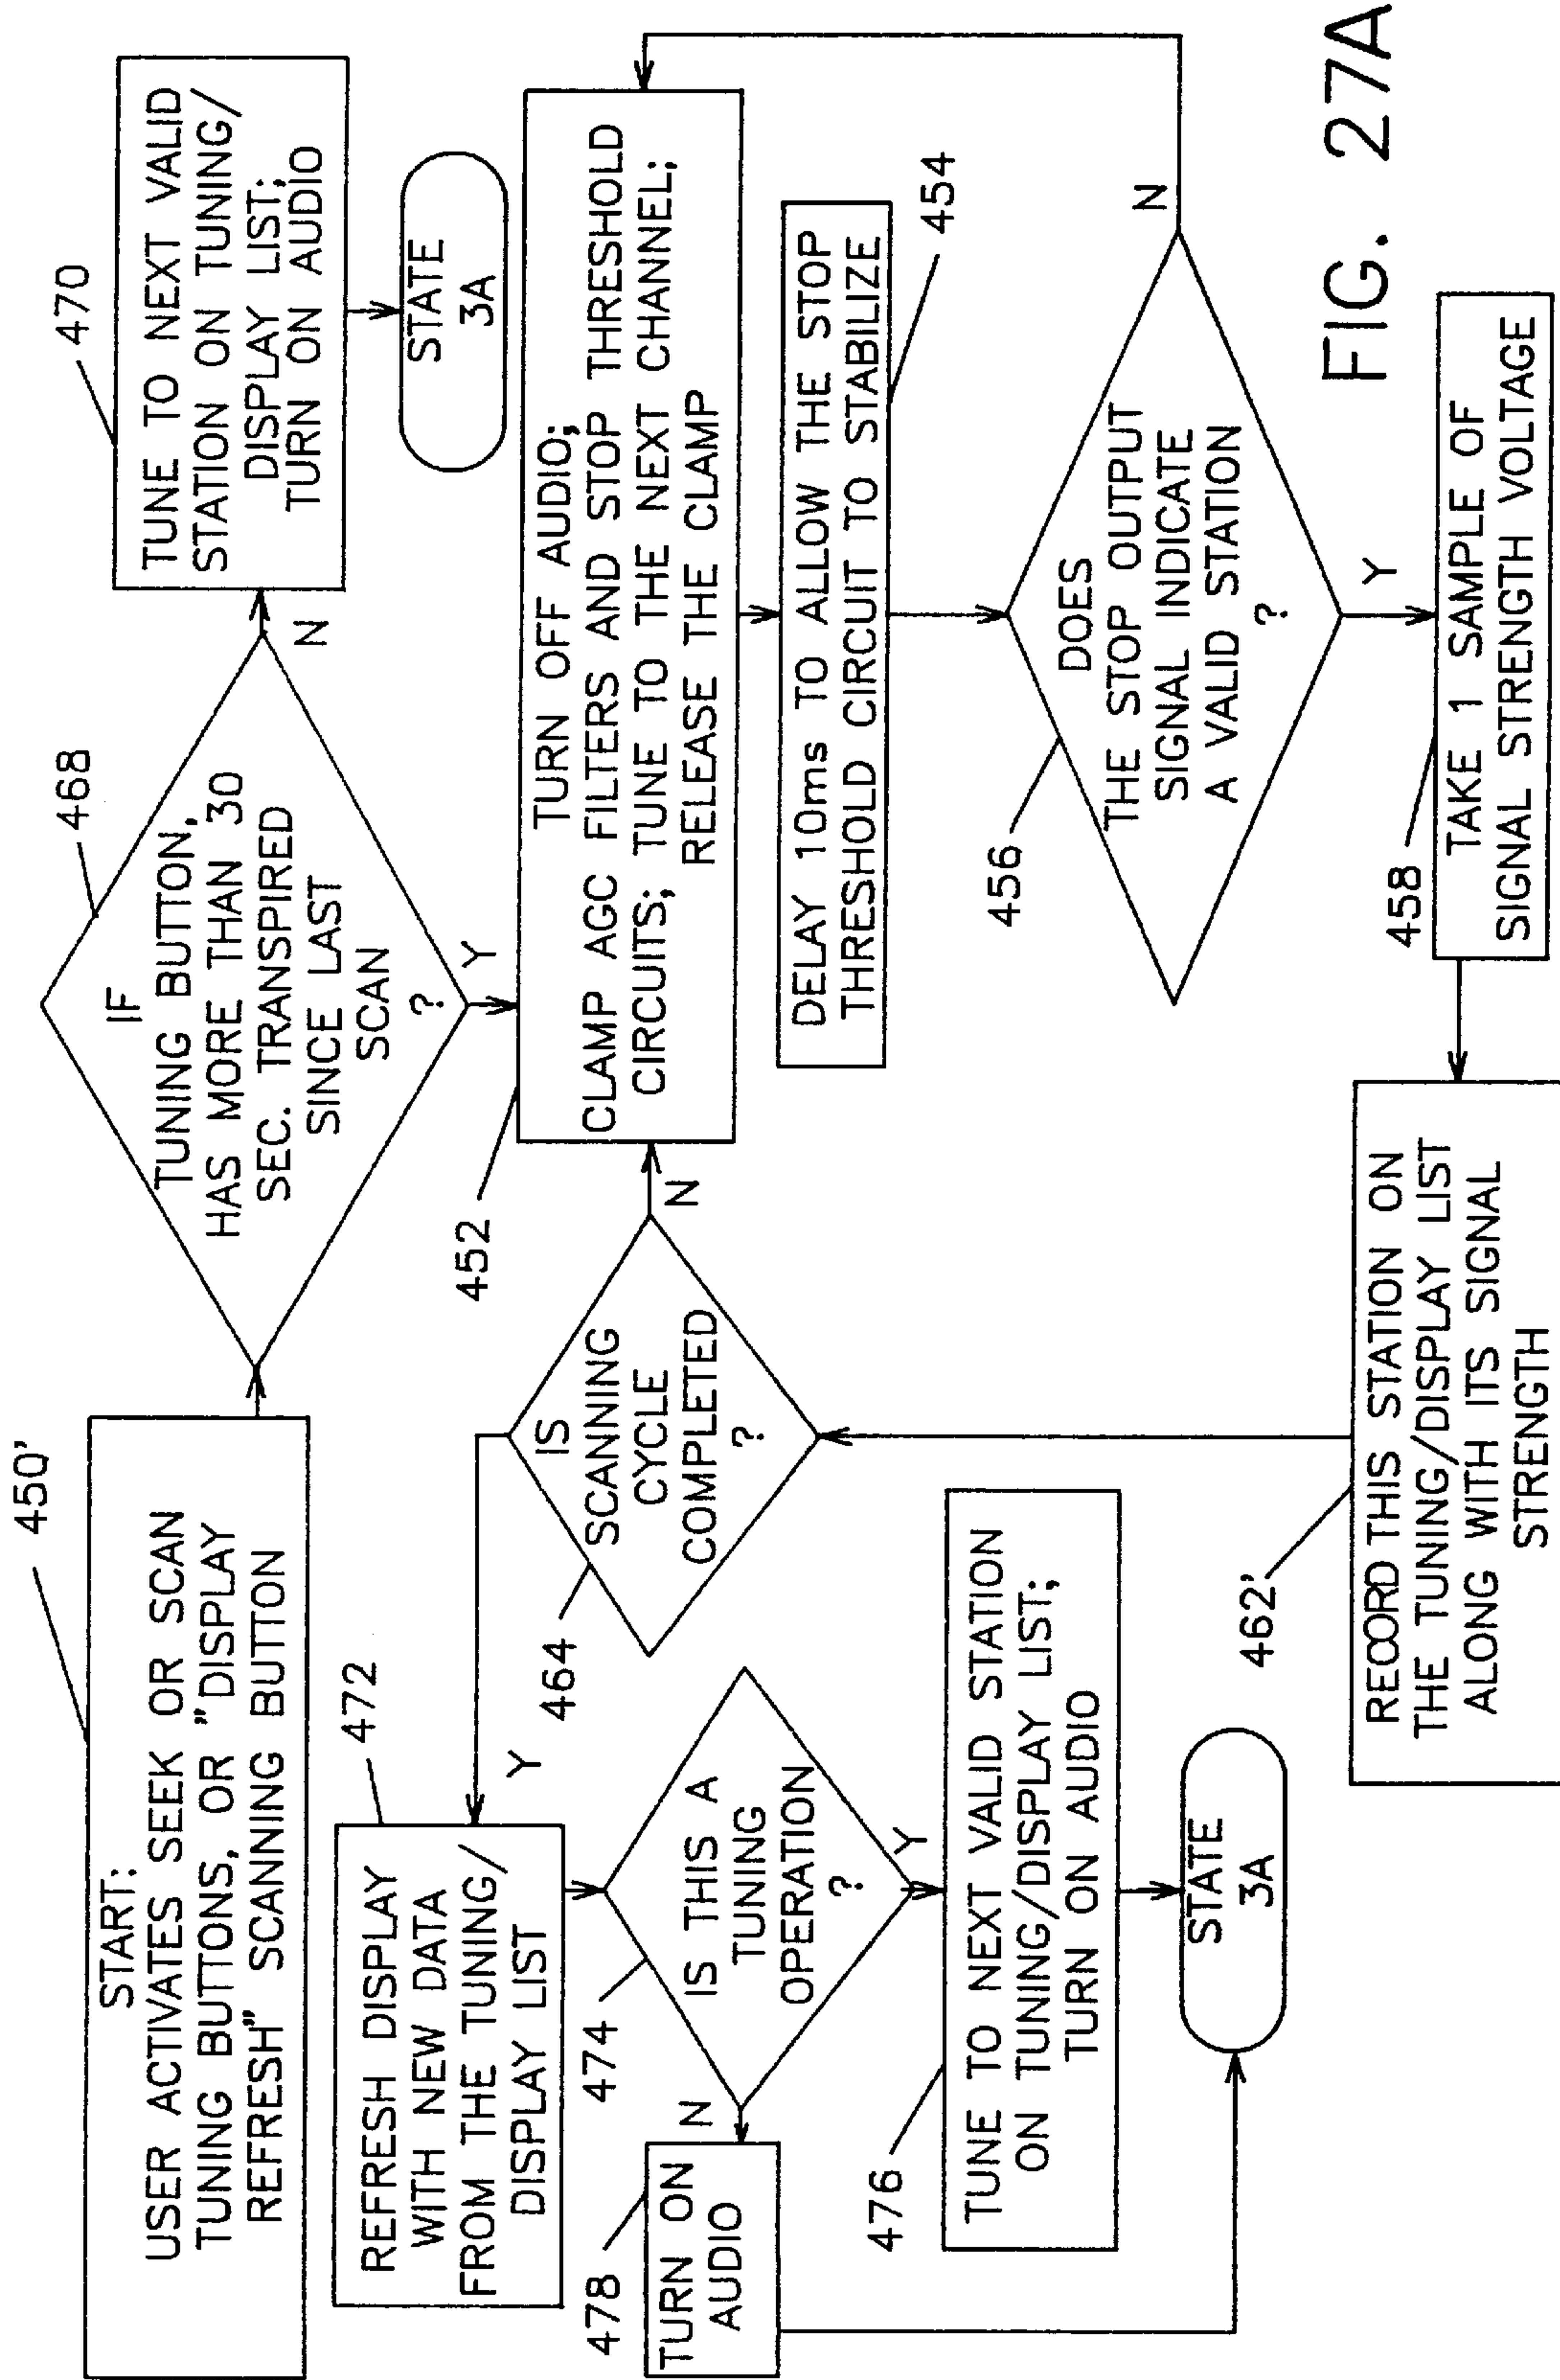 450'
START:
USER ACTIVATES SEEK OR SCAN
TUNING BUTTONS, OR "DISPLAY
REFRESH" SCANNING BUTTON
468
IF
TUNING BUTTON,
HAS MORE THAN 30
SEC. TRANSPIRED
SINCE LAST
SCAN
?
N
Y
470
TUNE TO NEXT VALID
STATION ON TUNING/
DISPLAY LIST;
TURN ON AUDIO
STATE
3A
452
TURN OFF AUDIO;
CLAMP AGC FILTERS AND STOP THRESHOLD
CIRCUITS; TUNE TO THE NEXT CHANNEL;
RELEASE THE CLAMP
DELAY 10ms TO ALLOW THE STOP
THRESHOLD CIRCUIT TO STABILIZE
454
456
DOES
THE STOP OUTPUT
SIGNAL INDICATE
A VALID STATION
?
N
Y
458
TAKE 1 SAMPLE OF
SIGNAL STRENGTH VOLTAGE
462'
RECORD THIS STATION ON
THE TUNING/DISPLAY LIST
ALONG WITH ITS SIGNAL
STRENGTH
464
IS
SCANNING
CYCLE
COMPLETED
?
N
Y
472
REFRESH DISPLAY
WITH NEW DATA
FROM THE TUNING/
DISPLAY LIST
474
IS THIS A
TUNING
OPERATION
?
N
Y
478
TURN ON
AUDIO
476
TUNE TO NEXT VALID STATION
ON TUNING/DISPLAY LIST;
TURN ON AUDIO
STATE
3A
FIG. 27A